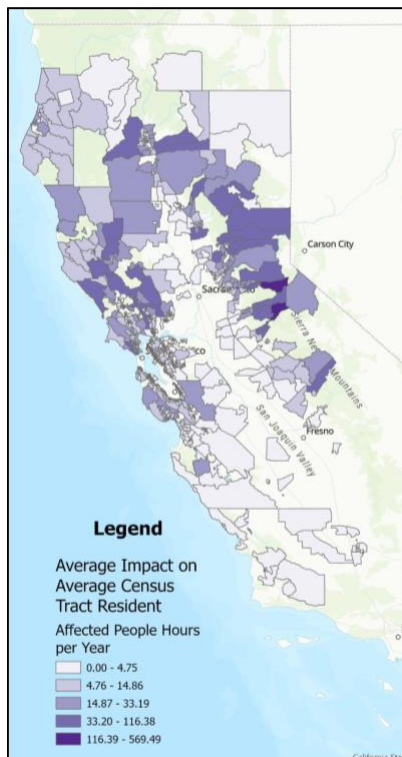 Carson City
Sacramento
Sierra Nevada Mountains
San Joaquin Valley
Fresno
Legend
Average Impact on
Average Census
Tract Resident
Affected People Hours
per Year
0.00 - 4.75
4.76 - 14.86
14.87 - 33.19
33.20 - 116.38
116.39 - 569.49